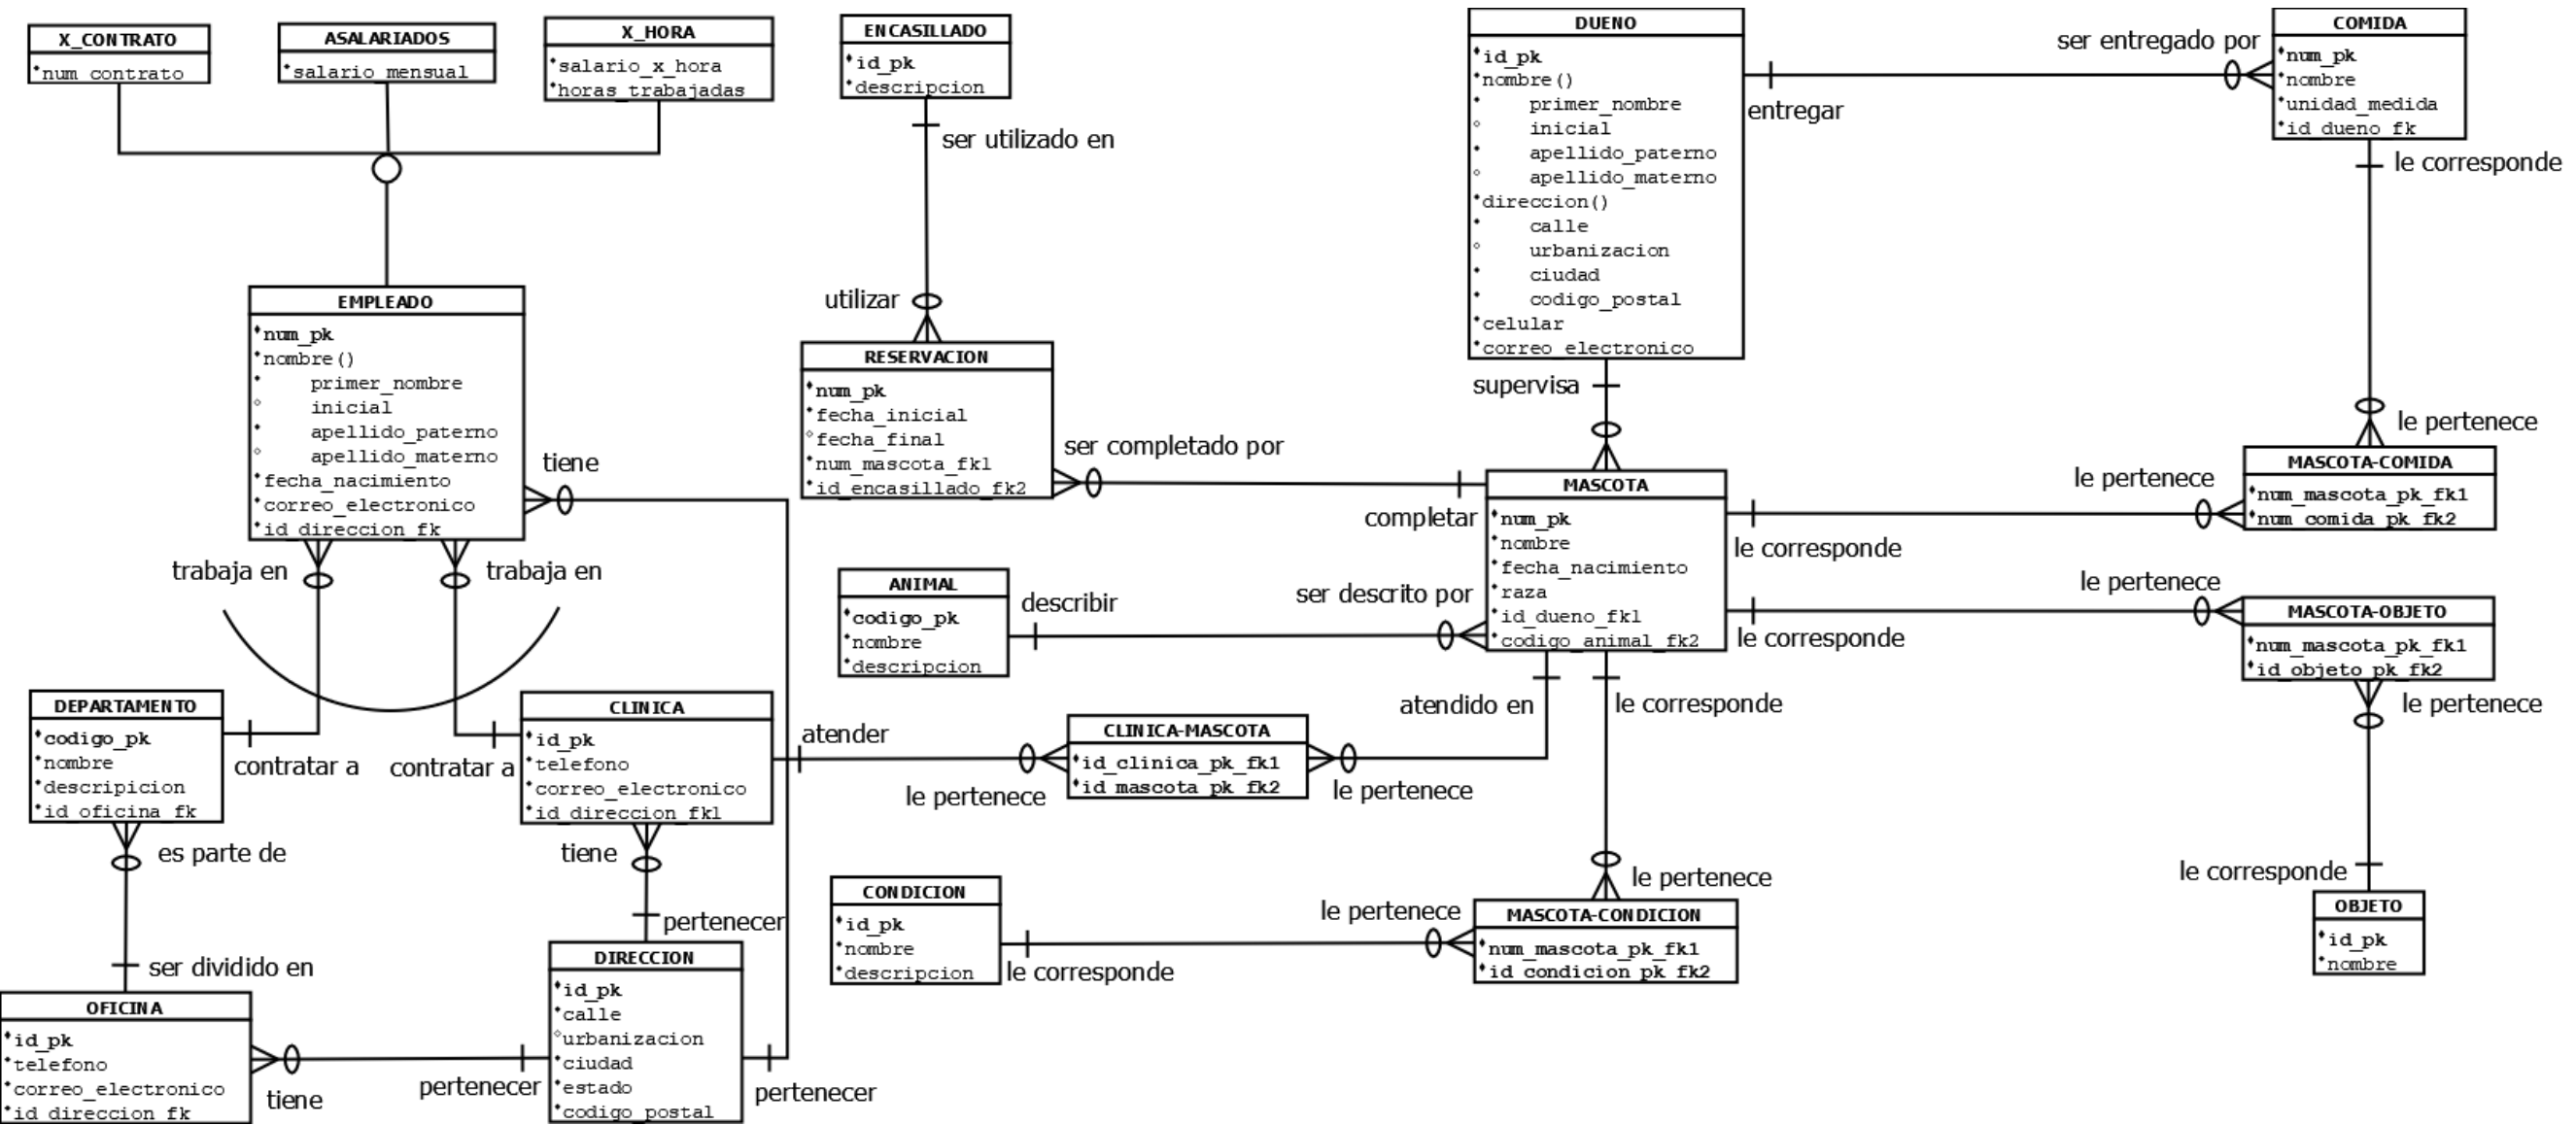 X_CONTRATO
num_contrato
ASALARIADOS
salario_mensual
X_HORA
salario_x_hora
horas_trabajadas
ENCASILLADO
id_pk
descripcion
ser utilizado en
utilizar
DUENO
id_pk
nombre()
primer_nombre
inicial
apellido_paterno
apellido_materno
direccion()
calle
urbanizacion
ciudad
codigo_postal
celular
correo_electronico
entregar
ser entregado por
COMIDA
num_pk
nombre
unidad_medida
id_dueno_fk
le corresponde
le pertenece
EMPLEADO
num_pk
nombre()
primer_nombre
inicial
apellido_paterno
apellido_materno
fecha_nacimiento
correo_electronico
id_direccion_fk
tiene
trabaja en
trabaja en
RESERVACION
num_pk
fecha_inicial
fecha_final
num_mascota_fk1
id_encasillado_fk2
ser completado por
completar
supervisa
MASCOTA
num_pk
nombre
fecha_nacimiento
raza
id_dueno_fk1
codigo_animal_fk2
le pertenece
le corresponde
MASCOTA-COMIDA
num_mascota_pk_fk1
num_comida_pk_fk2
ANIMAL
codigo_pk
nombre
descripcion
describir
ser descrito por
le pertenece
le corresponde
MASCOTA-OBJETO
num_mascota_pk_fk1
id_objeto_pk_fk2
le pertenece
le corresponde
OBJETO
id_pk
nombre
DEPARTAMENTO
codigo_pk
nombre
descripicion
id_oficina_fk
contratar a
contratar a
CLINICA
id_pk
telefono
correo_electronico
id_direccion_fk1
atender
le pertenece
CLINICA-MASCOTA
id_clinica_pk_fk1
id_mascota_pk_fk2
le pertenece
atendido en
le corresponde
le pertenece
es parte de
ser dividido en
tiene
pertenecer
CONDICION
id_pk
nombre
descripcion
le corresponde
le pertenece
MASCOTA-CONDICION
num_mascota_pk_fk1
id_condicion_pk_fk2
OFICINA
id_pk
telefono
correo_electronico
id_direccion_fk
tiene
pertenecer
DIRECCION
id_pk
calle
urbanizacion
ciudad
estado
codigo_postal
pertenecer